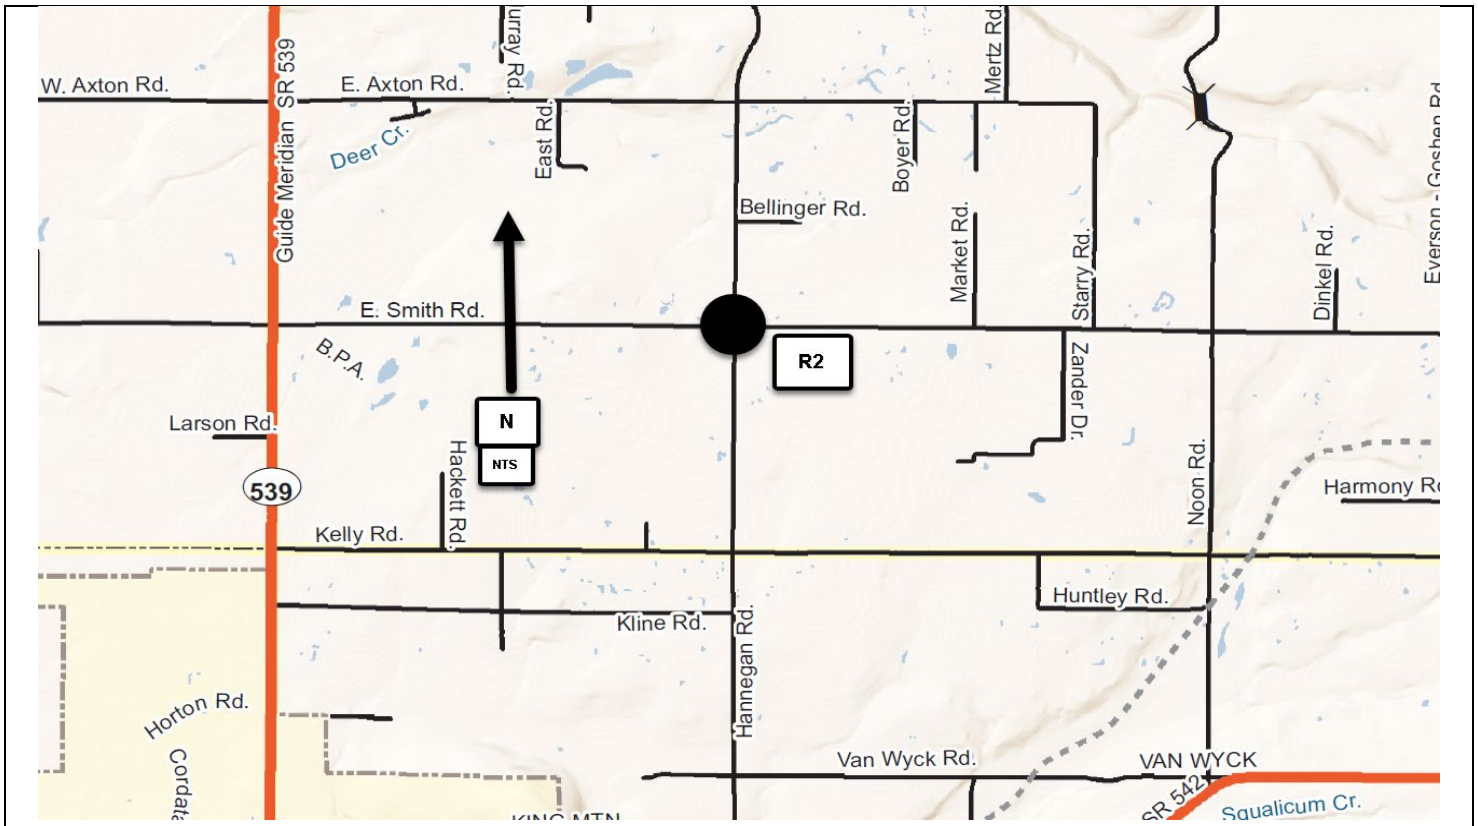 W. Axton Rd.
Guide Meridian SR 539
E. Axton Rd.
Deer Cr.
East Rd.
Mertz Rd.
Boyer Rd.
Bellinger Rd.
Market Rd.
Starry Rd.
Dinkel Rd.
E. Smith Rd.
B.P.A.
R2
Zander Dr.
Larson Rd.
N
NTS
Hackett Rd.
539
Noon Rd.
Harmony
Kelly Rd.
Huntley Rd.
Kline Rd.
Hannegan Rd.
Horton Rd.
Cordata
Van Wyck Rd.
VAN WYCK
SR 542
Squalicum Cr.